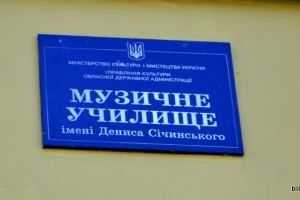 МІНІСТЕРСТВО КУЛЬТУРИ І МИСТЕЦТВА УКРАЇНИ
УПРАВЛІННЯ КУЛЬТУРИ
ОБЛАСНОЇ ДЕРЖАВНОЇ АДМІНІСТРАЦІЇ
МУЗИЧНЕ
УЧИЛИЩЕ
імені Дениса Січинського